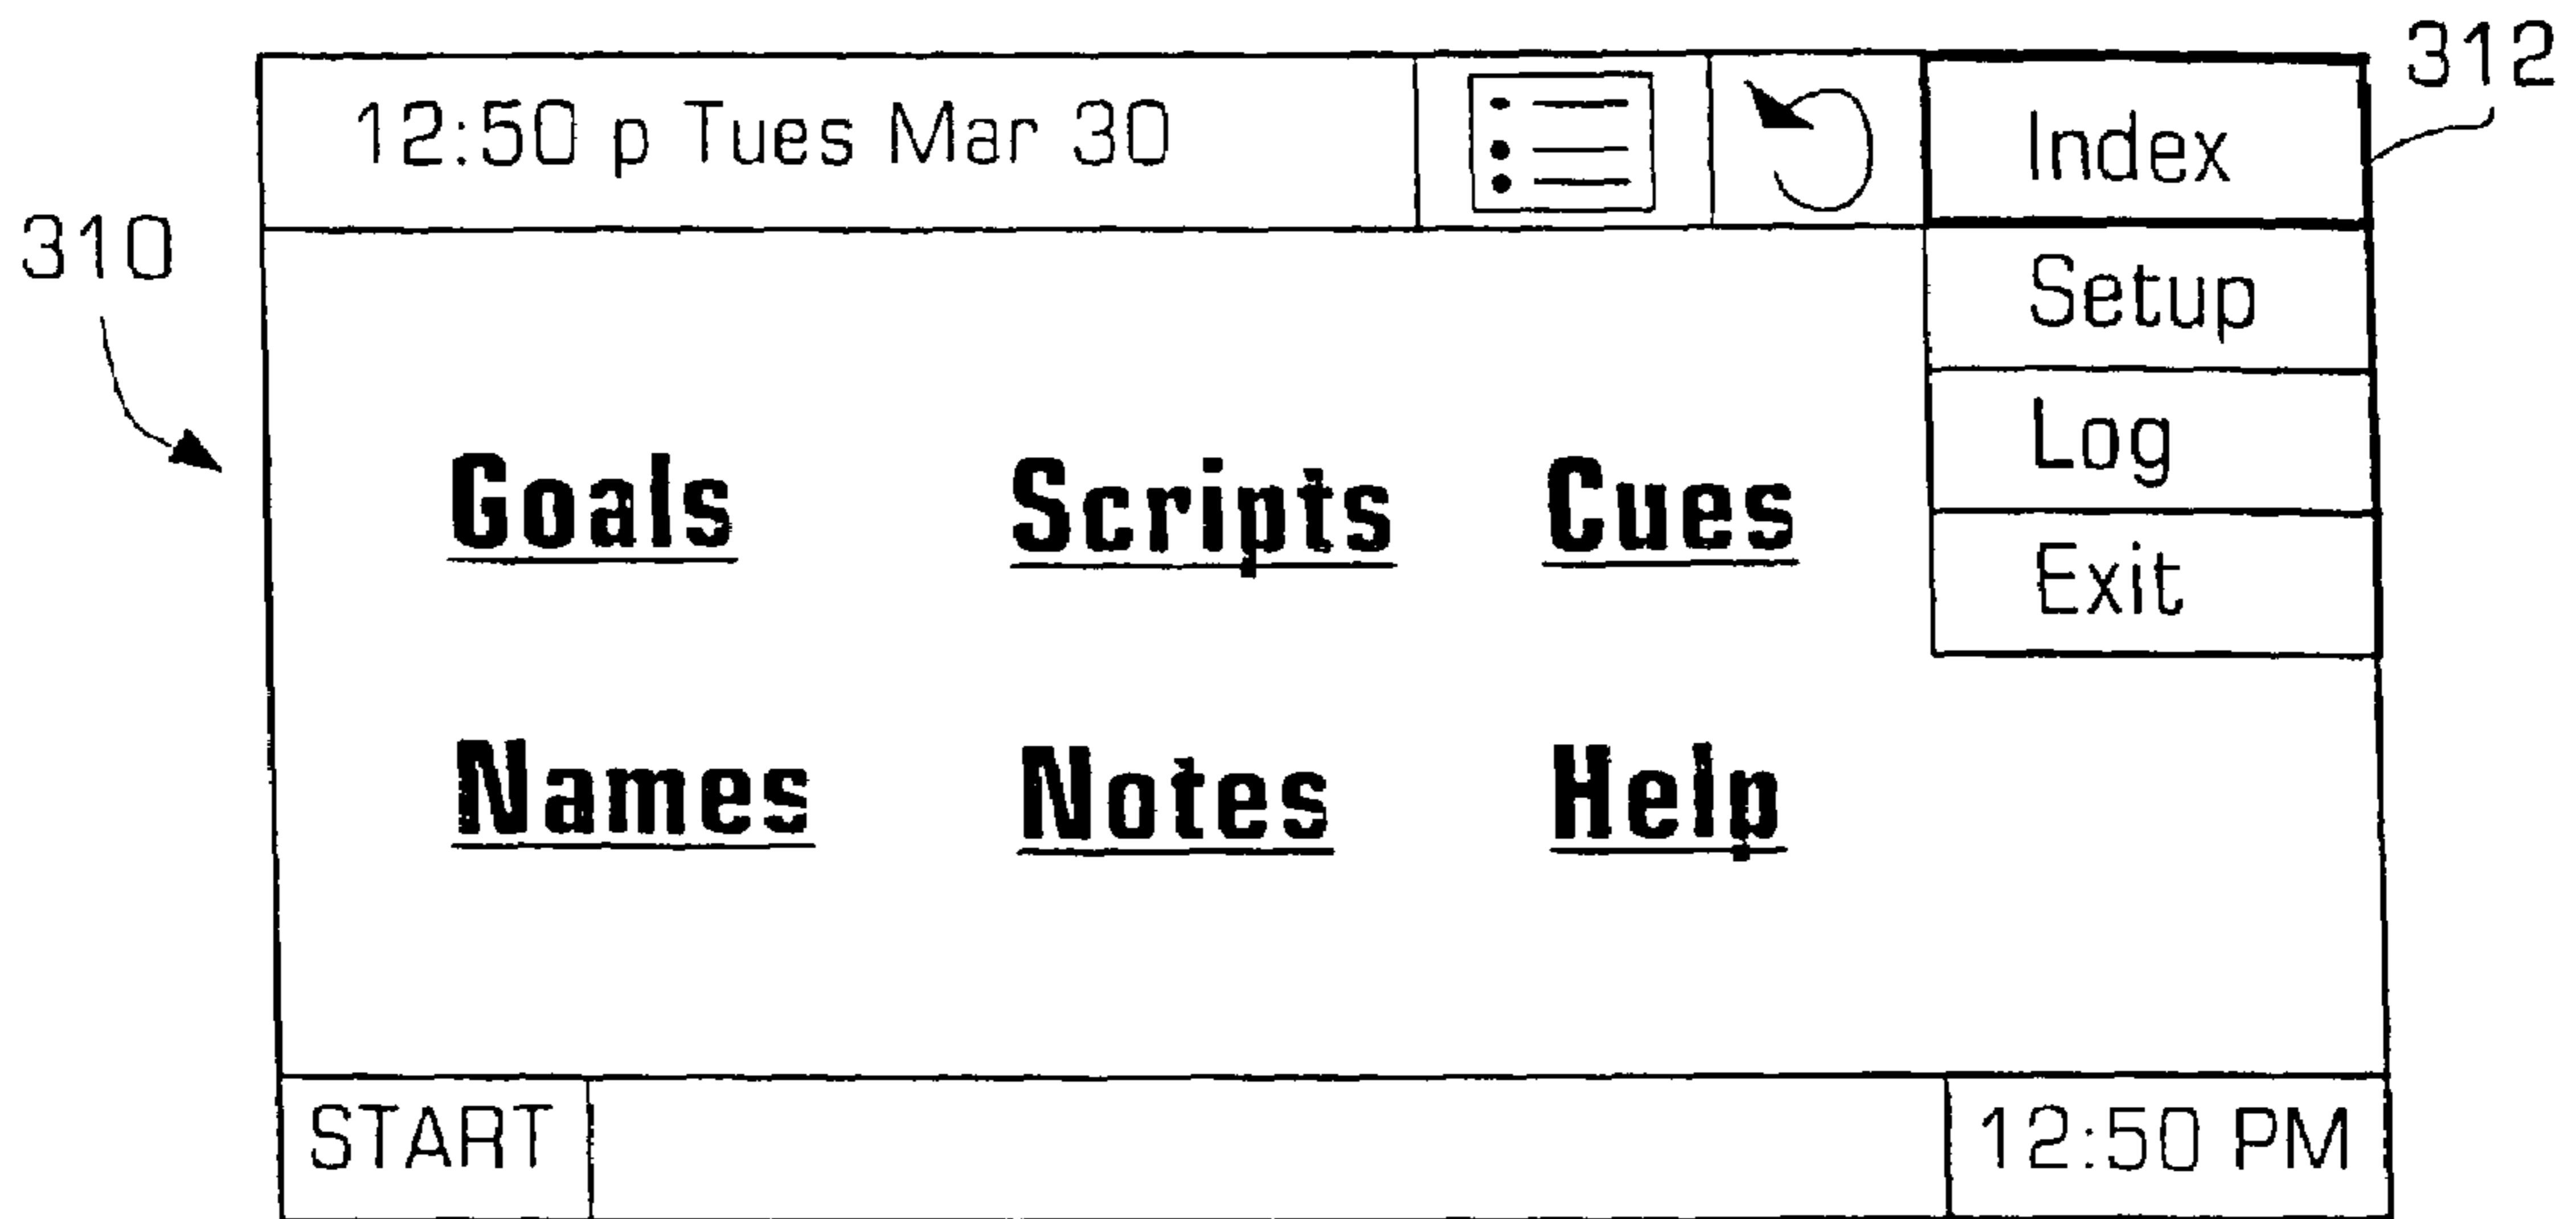 312
12:50 p Tues Mar 30 Index
310
Setup
Log
Exit
Goals Scripts Cues
Names Notes Help
START 12:50 PM